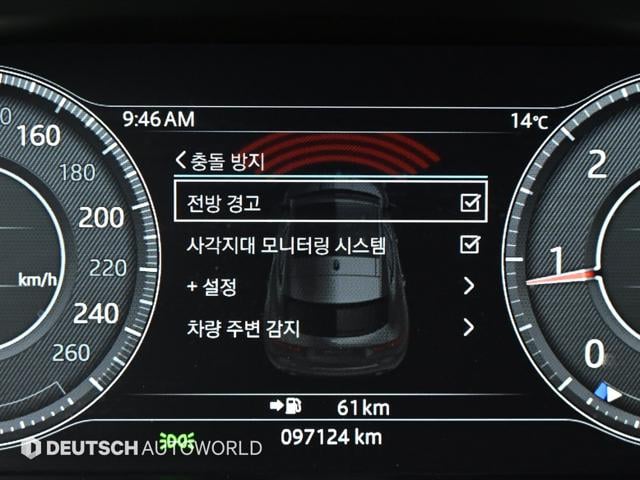 9:46 AM 14℃
충돌 방지
전방 경고
사각지대 모니터링 시스템
+ 설정
차량 주변 감지
160
180
200
220
240
260
km/h
2
1
0
61km
097124 km
DEUTSCH AUTOWORLD